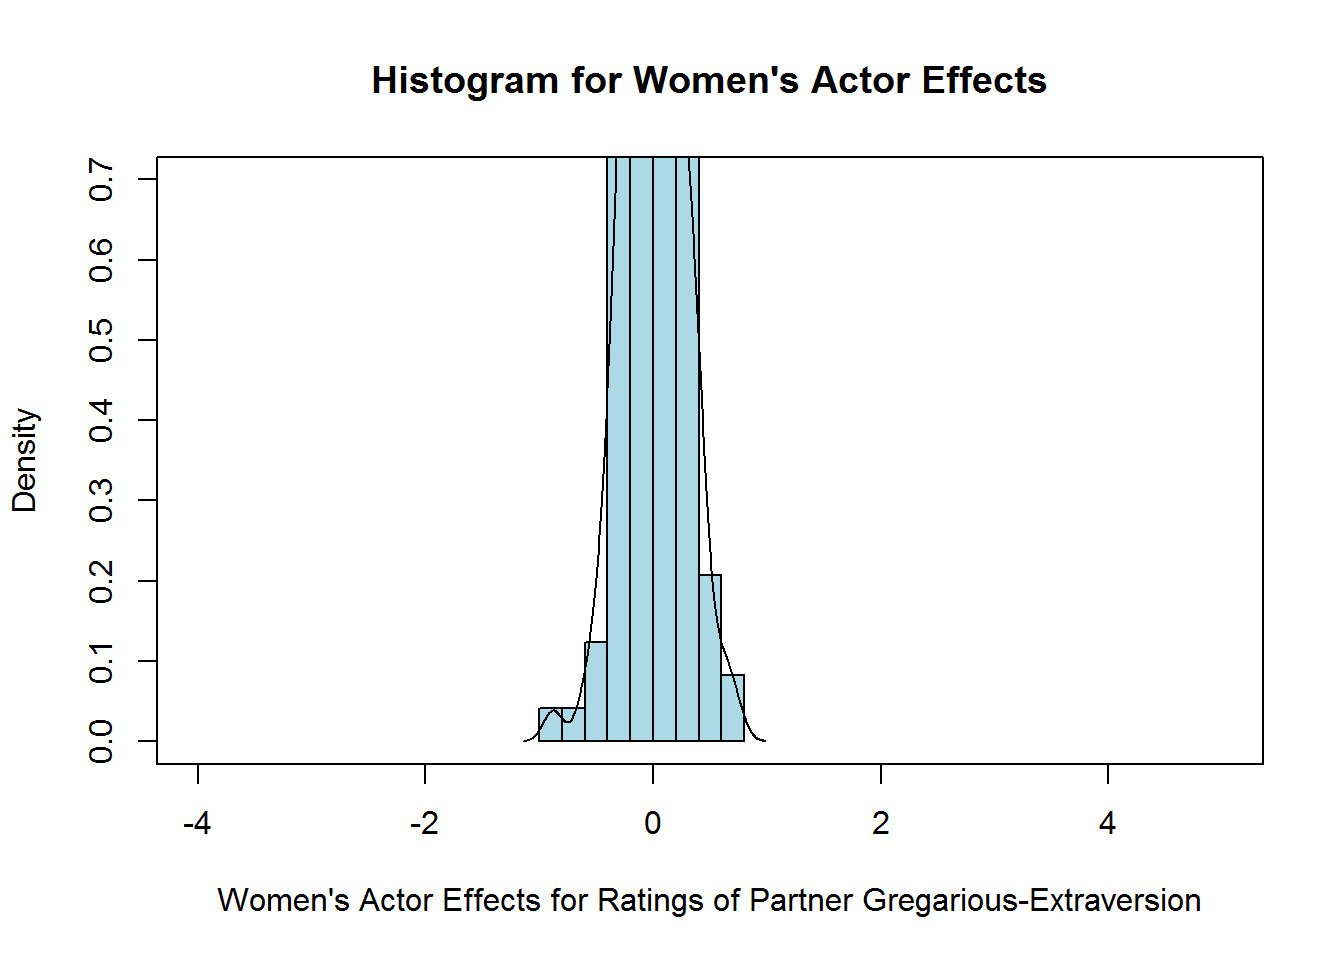 Histogram for Women's Actor Effects
Density
0.7
0.6
0.5
0.4
0.3
0.2
0.1
0.0
-4 -2 0 2 4
Women's Actor Effects for Ratings of Partner Gregarious-Extraversion